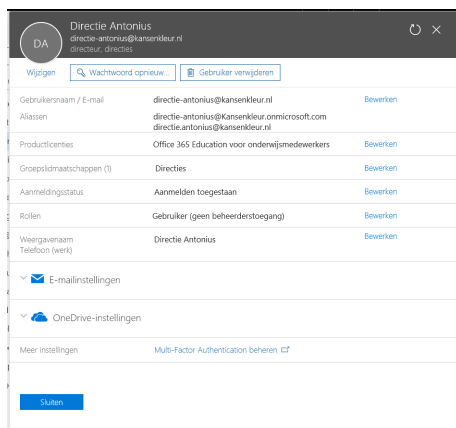 DA
Directie Antonius
directie-antonius@kansenkleur.nl
directeur, directies
Wijzigen
Wachtwoord opnieuw...
Gebruiker verwijderen
Gebruikersnaam / E-mail directie-antonius@kansenkleur.nl Bewerken
Aliassen directie-antonius@Kansenkleur.onmicrosoft.com
directie.antonius@kansenkleur.nl
Productlicenties Office 365 Education voor onderwijsmedewerkers Bewerken
Groepslidmaatschappen (1) Directies Bewerken
Aanmeldingsstatus Aanmelden toegestaan Bewerken
Rollen Gebruiker (geen beheerderstoegang) Bewerken
Weergavenaam Directie Antonius Bewerken
Telefoon (werk)
E-mailinstellingen
OneDrive-instellingen
Meer instellingen Multi-Factor Authentication beheren
Sluiten